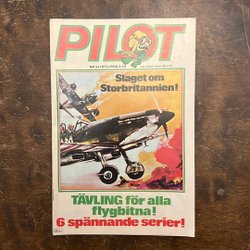 PILOT
Slaget om
Storbritannien!
TÄVLING för alla
flygbitna!
6 spännande serier!